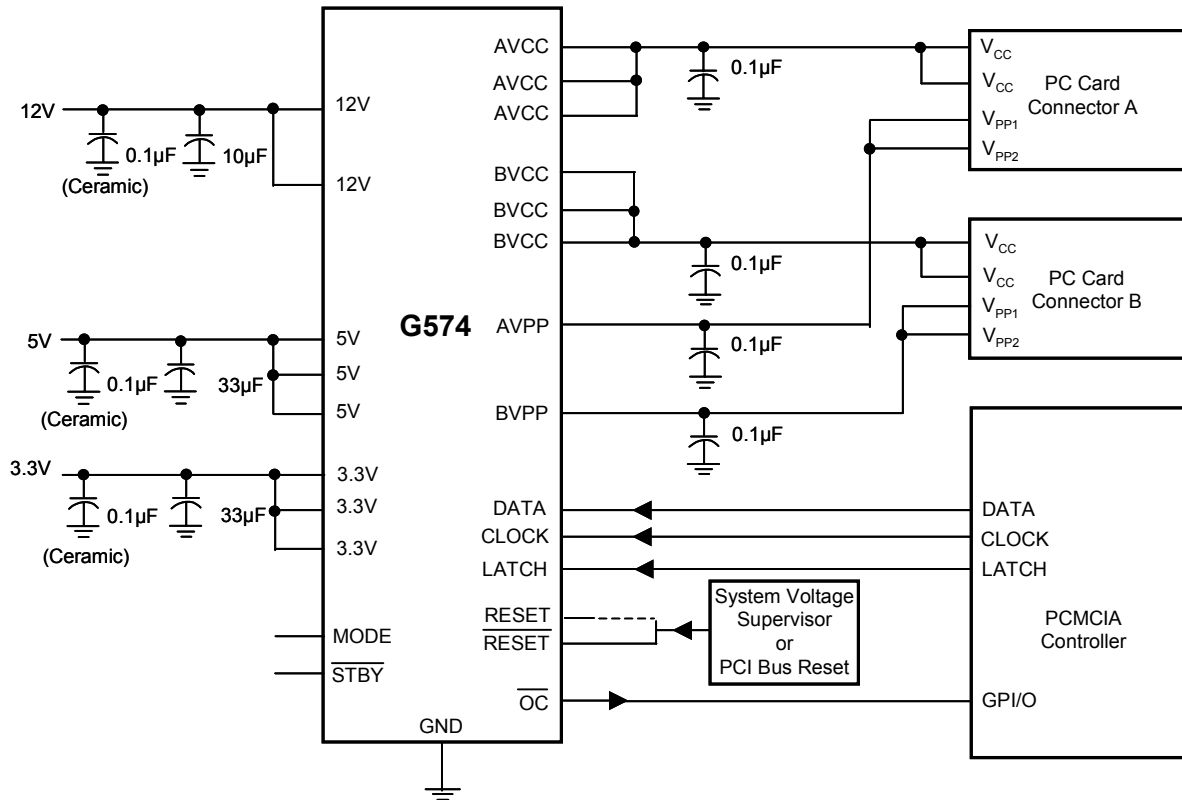 12V
0.1µF
10µF
(Ceramic)
5V
0.1µF
33µF
(Ceramic)
3.3V
0.1µF
33µF
(Ceramic)
12V
12V
5V
5V
5V
3.3V
3.3V
3.3V
MODE
STBY
G574
GND
AVCC
AVCC
AVCC
BVCC
BVCC
BVCC
AVPP
BVPP
DATA
CLOCK
LATCH
RESET
RESET
OC
0.1µF
0.1µF
0.1µF
0.1µF
System Voltage
Supervisor
or
PCI Bus Reset
VCC
VCC
VPP1
VPP2
PC Card
Connector A
VCC
VCC
VPP1
VPP2
PC Card
Connector B
DATA
CLOCK
LATCH
GPI/O
PCMCIA
Controller